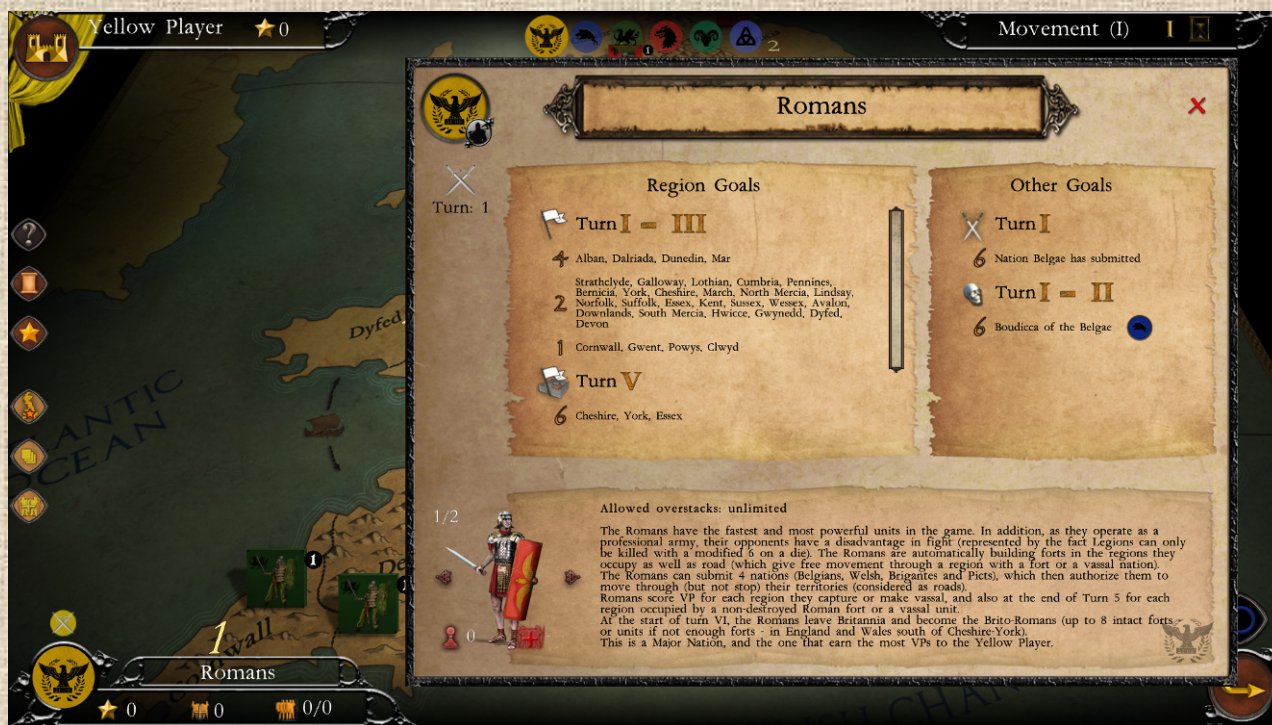 Yellow Player
0
1
2
Movement (I)
I
Romans
Turn: 1
Region Goals
Turn I - III
4 Alban, Dalriada, Dunedin, Mar
2 Strathclyde, Galloway, Lothian, Cumbria, Pennines,
Bernicia, York, Cheshire, March, North Mercia, Lindsay,
Norfolk, Suffolk, Essex, Kent, Sussex, Wessex, Avalon,
Downlands, South Mercia, Hwicce, Gwynedd, Dyfed,
Devon
1 Cornwall, Gwent, Powys, Clwyd
Turn V
6 Cheshire, York, Essex
Other Goals
Turn I
6 Nation Belgae has submitted
Turn I - II
6 Boudicca of the Belgae
Dyfed
ANTIC
OCEAN
1
De
wall
1
1/2
0
Allowed overstacks: unlimited
The Romans have the fastest and most powerful units in the game. In addition, as they operate as a
professional army, their opponents have a disadvantage in fight (represented by the fact Legions can only
be killed with a modified 6 on a die). The Romans are automatically building forts in the regions they
occupy as well as road (which give free movement through a region with a fort or a vassal nation).
The Romans can submit 4 nations (Belgians, Welsh, Brigantes and Picts), which then authorize them to
move through (but not stop) their territories (considered as roads).
Romans score VP for each region they capture or make vassal, and also at the end of Turn 5 for each
region occupied by a non-destroyed Roman fort or a vassal unit.
At the start of turn VI, the Romans leave Britannia and become the Brito-Romans (up to 8 intact forts
or units if not enough forts - in England and Wales south of Cheshire-York).
This is a Major Nation, and the one that earn the most VPs to the Yellow Player.
Romans
0
0
0/0